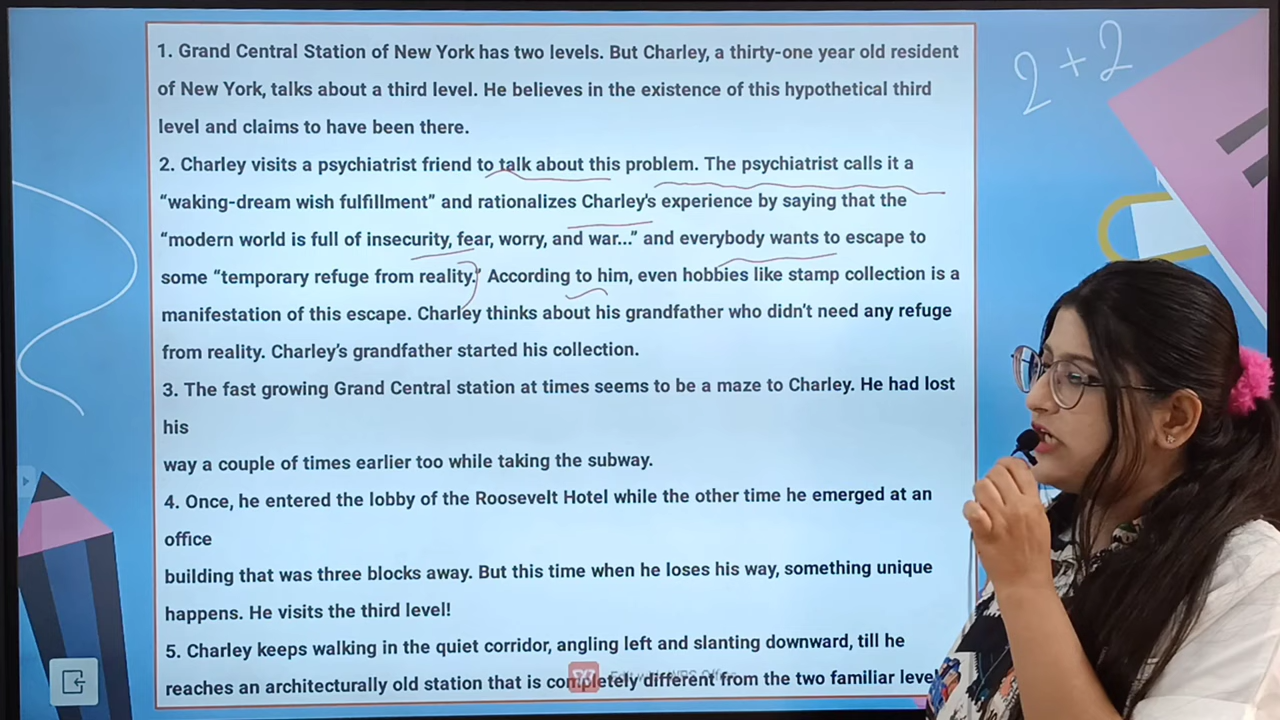 1. Grand Central Station of New York has two levels. But Charley, a thirty-one year old resident
of New York, talks about a third level. He believes in the existence of this hypothetical third
level and claims to have been there.
2. Charley visits a psychiatrist friend to talk about this problem. The psychiatrist calls it a
“waking-dream wish fulfillment” and rationalizes Charley's experience by saying that the
“modern world is full of insecurity, fear, worry, and war...” and everybody wants to escape to
some “temporary refuge from reality.” According to him, even hobbies like stamp collection is a
manifestation of this escape. Charley thinks about his grandfather who didn’t need any refuge
from reality. Charley’s grandfather started his collection.
3. The fast growing Grand Central station at times seems to be a maze to Charley. He had lost
his
way a couple of times earlier too while taking the subway.
4. Once, he entered the lobby of the Roosevelt Hotel while the other time he emerged at an
office
building that was three blocks away. But this time when he loses his way, something unique
happens. He visits the third level!
5. Charley keeps walking in the quiet corridor, angling left and slanting downward, till he
reaches an architecturally old station that is completely different from the two familiar
2 + 2